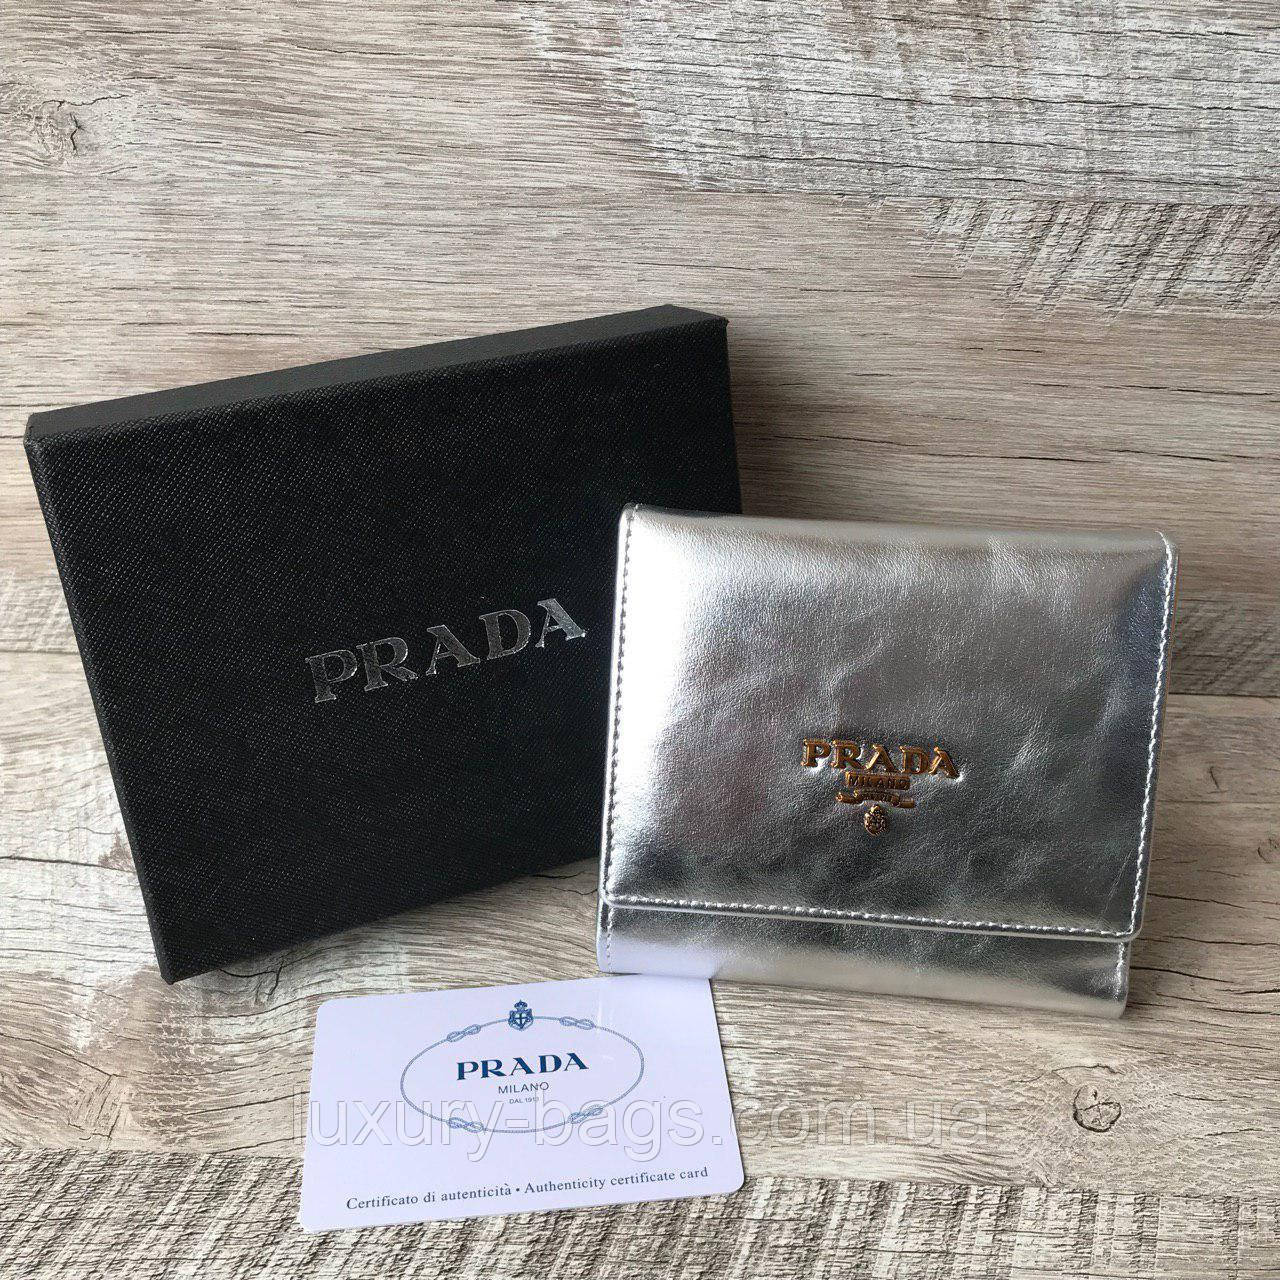 PRADA
PRADA
MILANO
PRADA
MILANO
DAL 1913
luxury-bags.com.ua
Certificato di autenticità • Authenticity certificate card